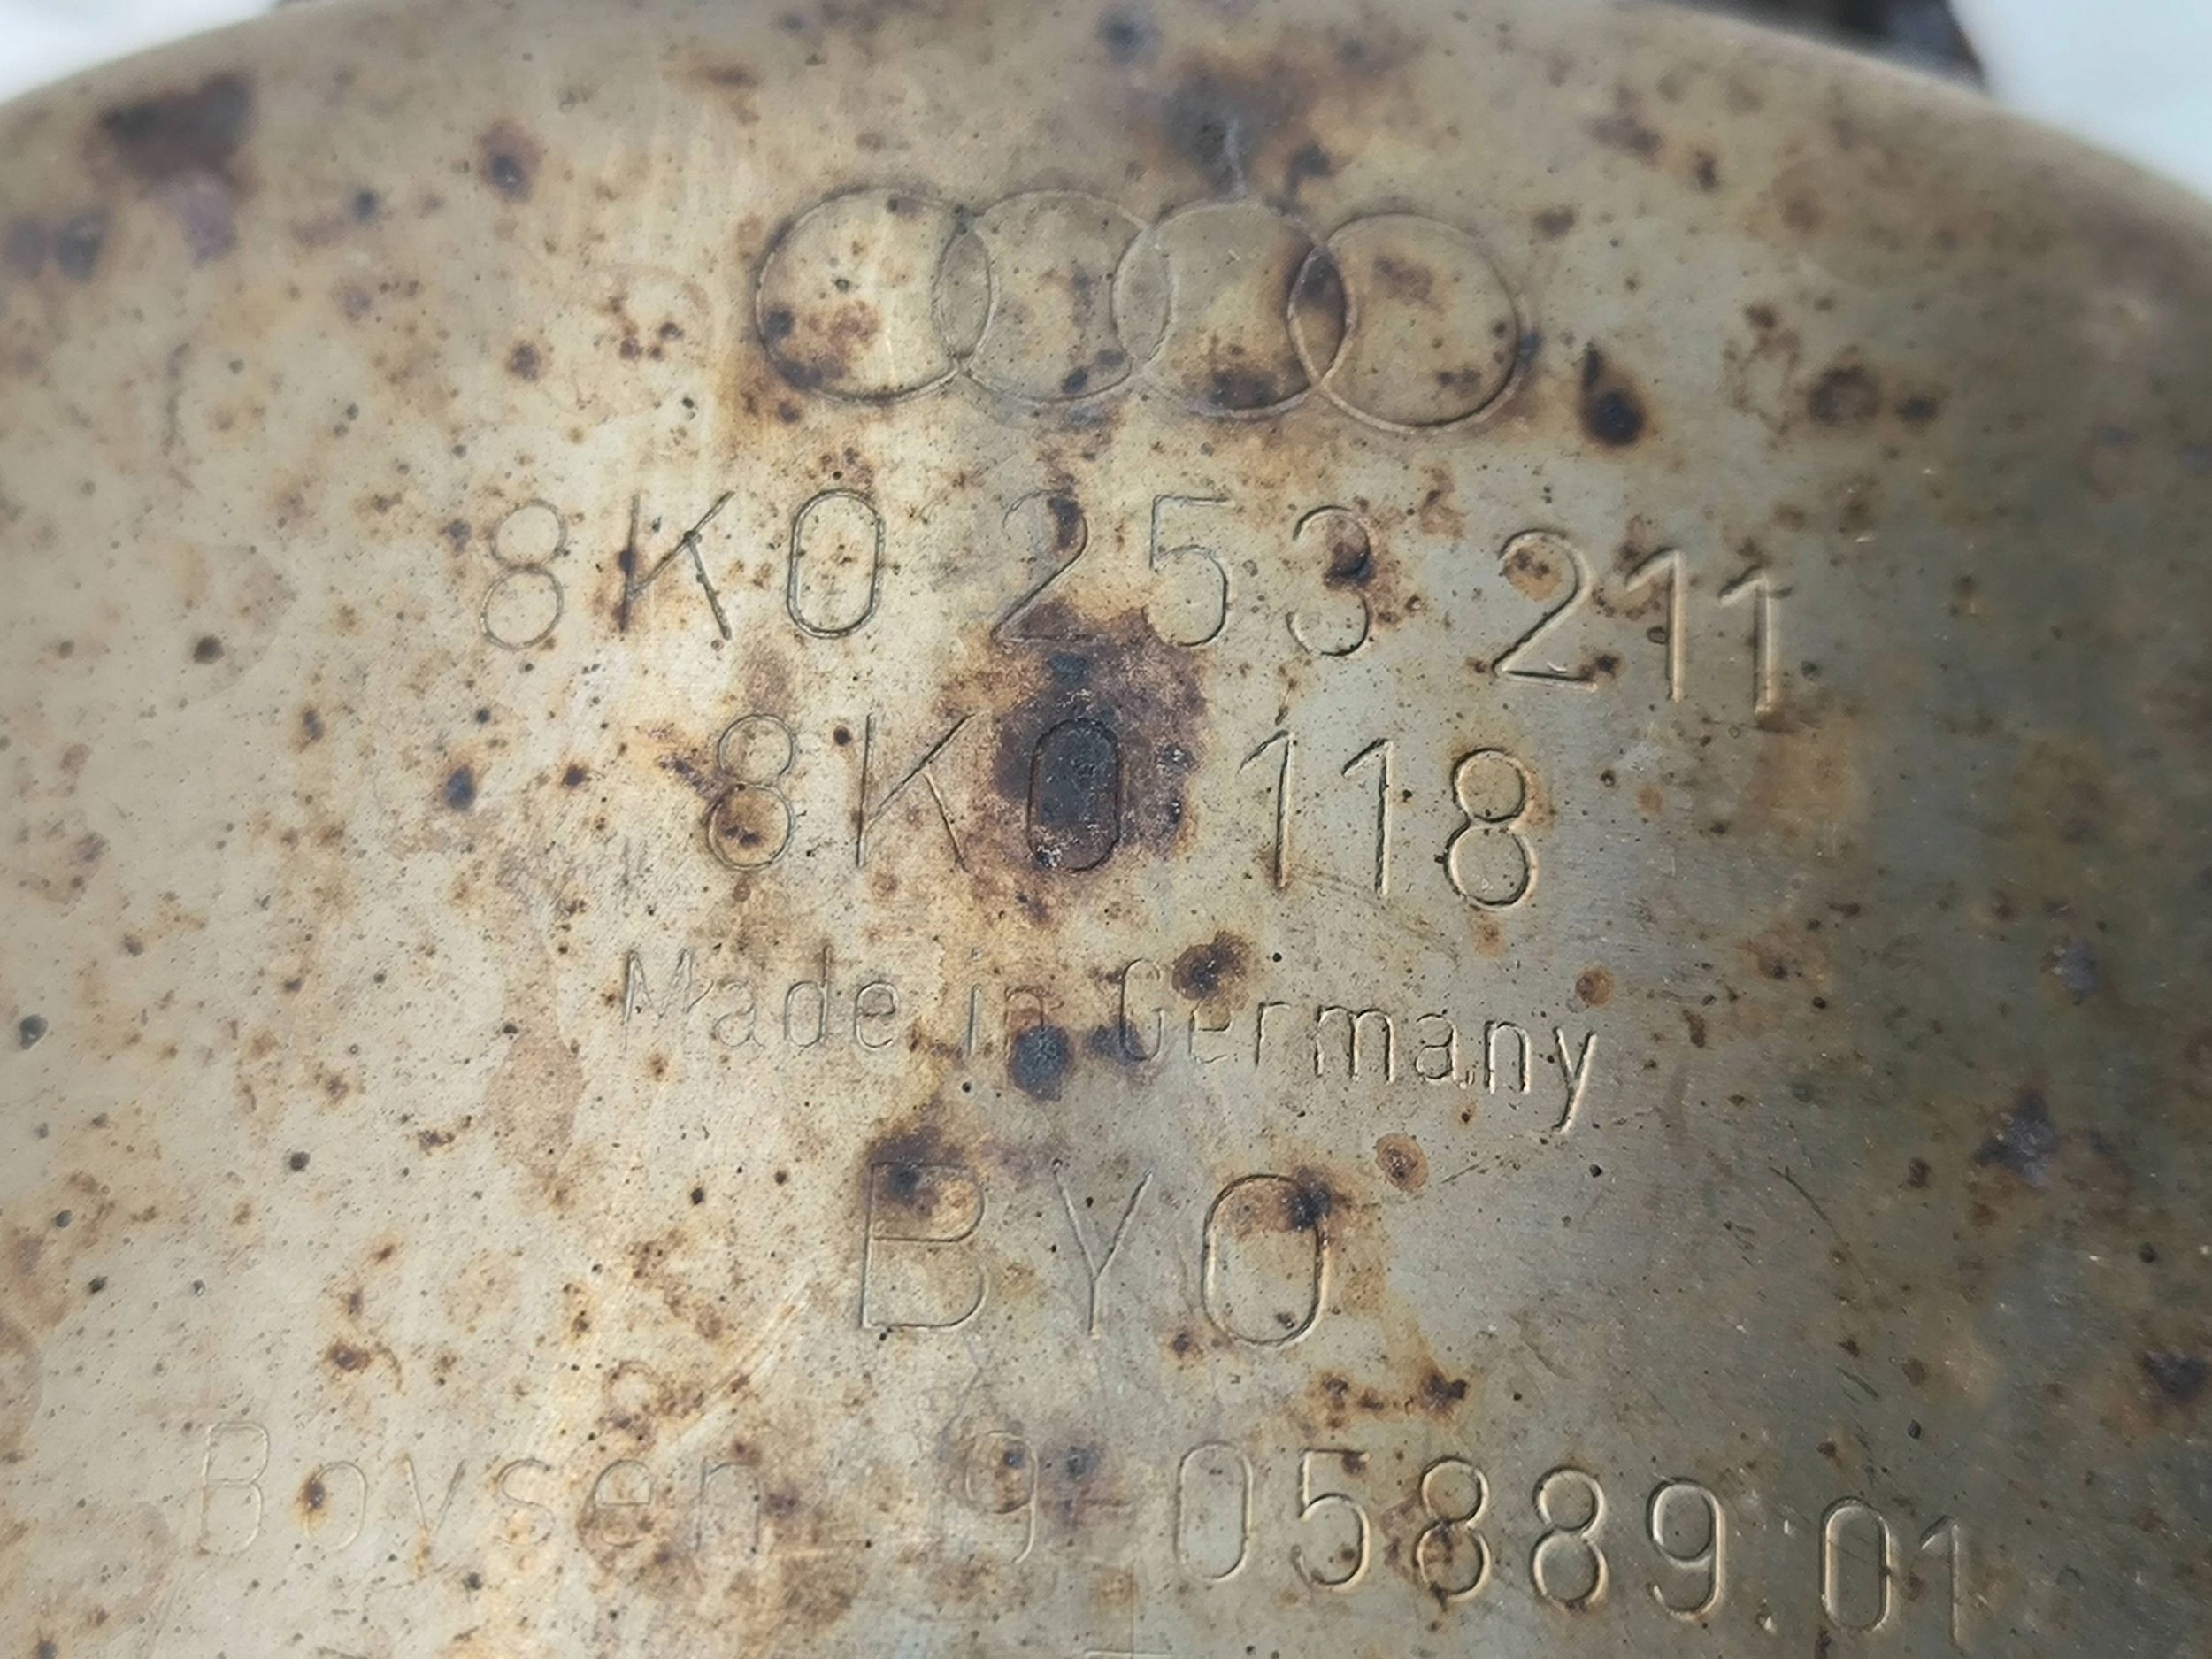 8K0 253 211
8K0 118
Made in Germany
BYO
Boysen 9 05889.01